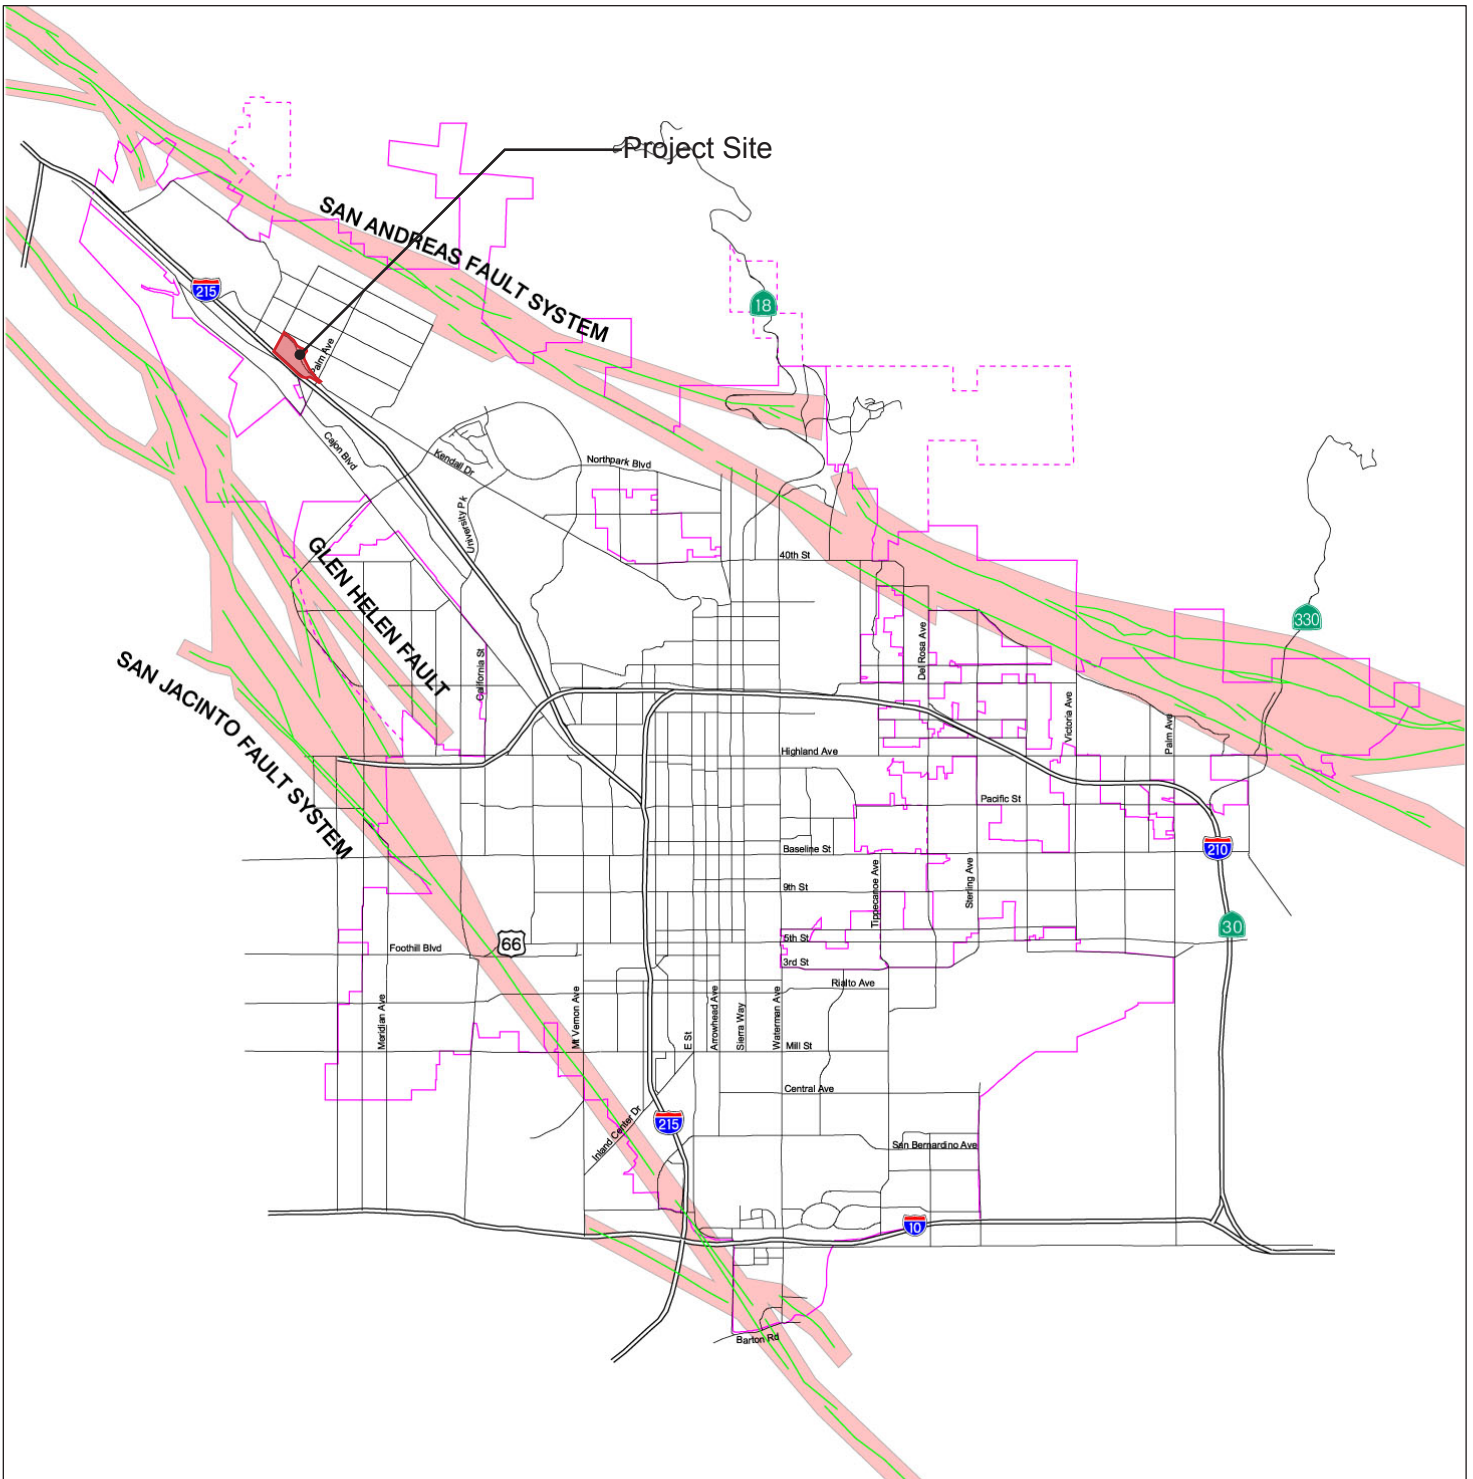 Project Site
SAN ANDREAS FAULT SYSTEM
215
18
Palm Ave
Cajon Blvd
Kendall Dr
Northpark Blvd
University Pk
40th St
GLEN HELEN FAULT
330
SAN JACINTO FAULT SYSTEM
California St
Del Rosa Ave
Victoria Ave
Palm Ave
Highland Ave
Pacific St
Baseline St
210
9th St
Tippecanoe Ave
Sterling Ave
30
66
Foothill Blvd
5th St
3rd St
Rialto Ave
Meridian Ave
Mt Vernon Ave
E St
Arrowhead Ave
Sierra Way
Waterman Ave
Mill St
Central Ave
215
Inland Center Dr
San Bernardino Ave
10
Barton Rd